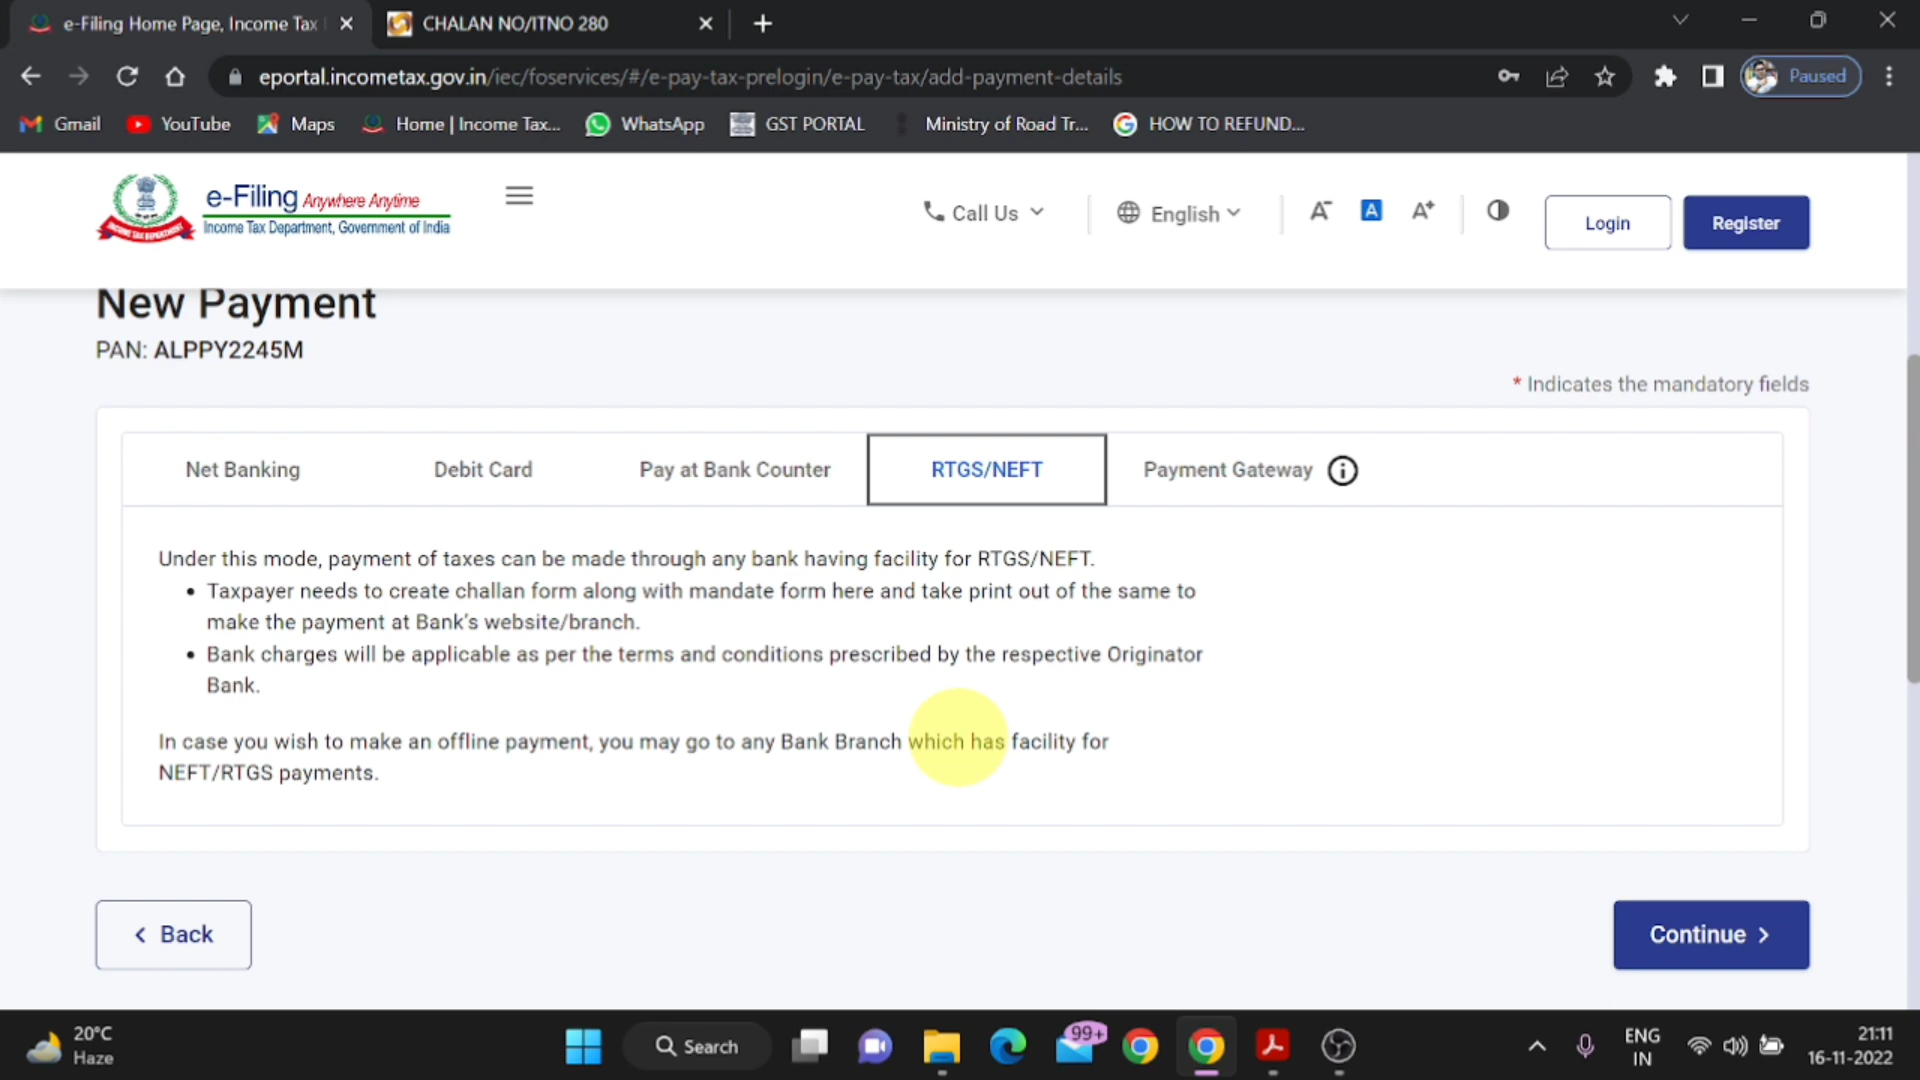 e-Filing Home Page, Income Tax
CHALAN NO/ITNO 280
eportal.incometax.gov.in/iec/foservices/#/e-pay-tax-prelogin/e-pay-tax/add-payment-details
Paused
Gmail
YouTube
Maps
Home | Income Tax...
WhatsApp
GST PORTAL
Ministry of Road Tr...
HOW TO REFUND...
e-Filing Anywhere Anytime
Income Tax Department, Government of India
INCOME TAX DEPARTMENT
Call Us
English
A-
A
A+
Login
Register
New Payment
PAN: ALPPY2245M
* Indicates the mandatory fields
Net Banking
Debit Card
Pay at Bank Counter
RTGS/NEFT
Payment Gateway
Under this mode, payment of taxes can be made through any bank having facility for RTGS/NEFT.
• Taxpayer needs to create challan form along with mandate form here and take print out of the same to
make the payment at Bank's website/branch.
• Bank charges will be applicable as per the terms and conditions prescribed by the respective Originator
Bank.
In case you wish to make an offline payment, you may go to any Bank Branch which has facility for
NEFT/RTGS payments.
< Back
Continue >
20°C
Haze
Search
99+
ENG
IN
21:11
16-11-2022